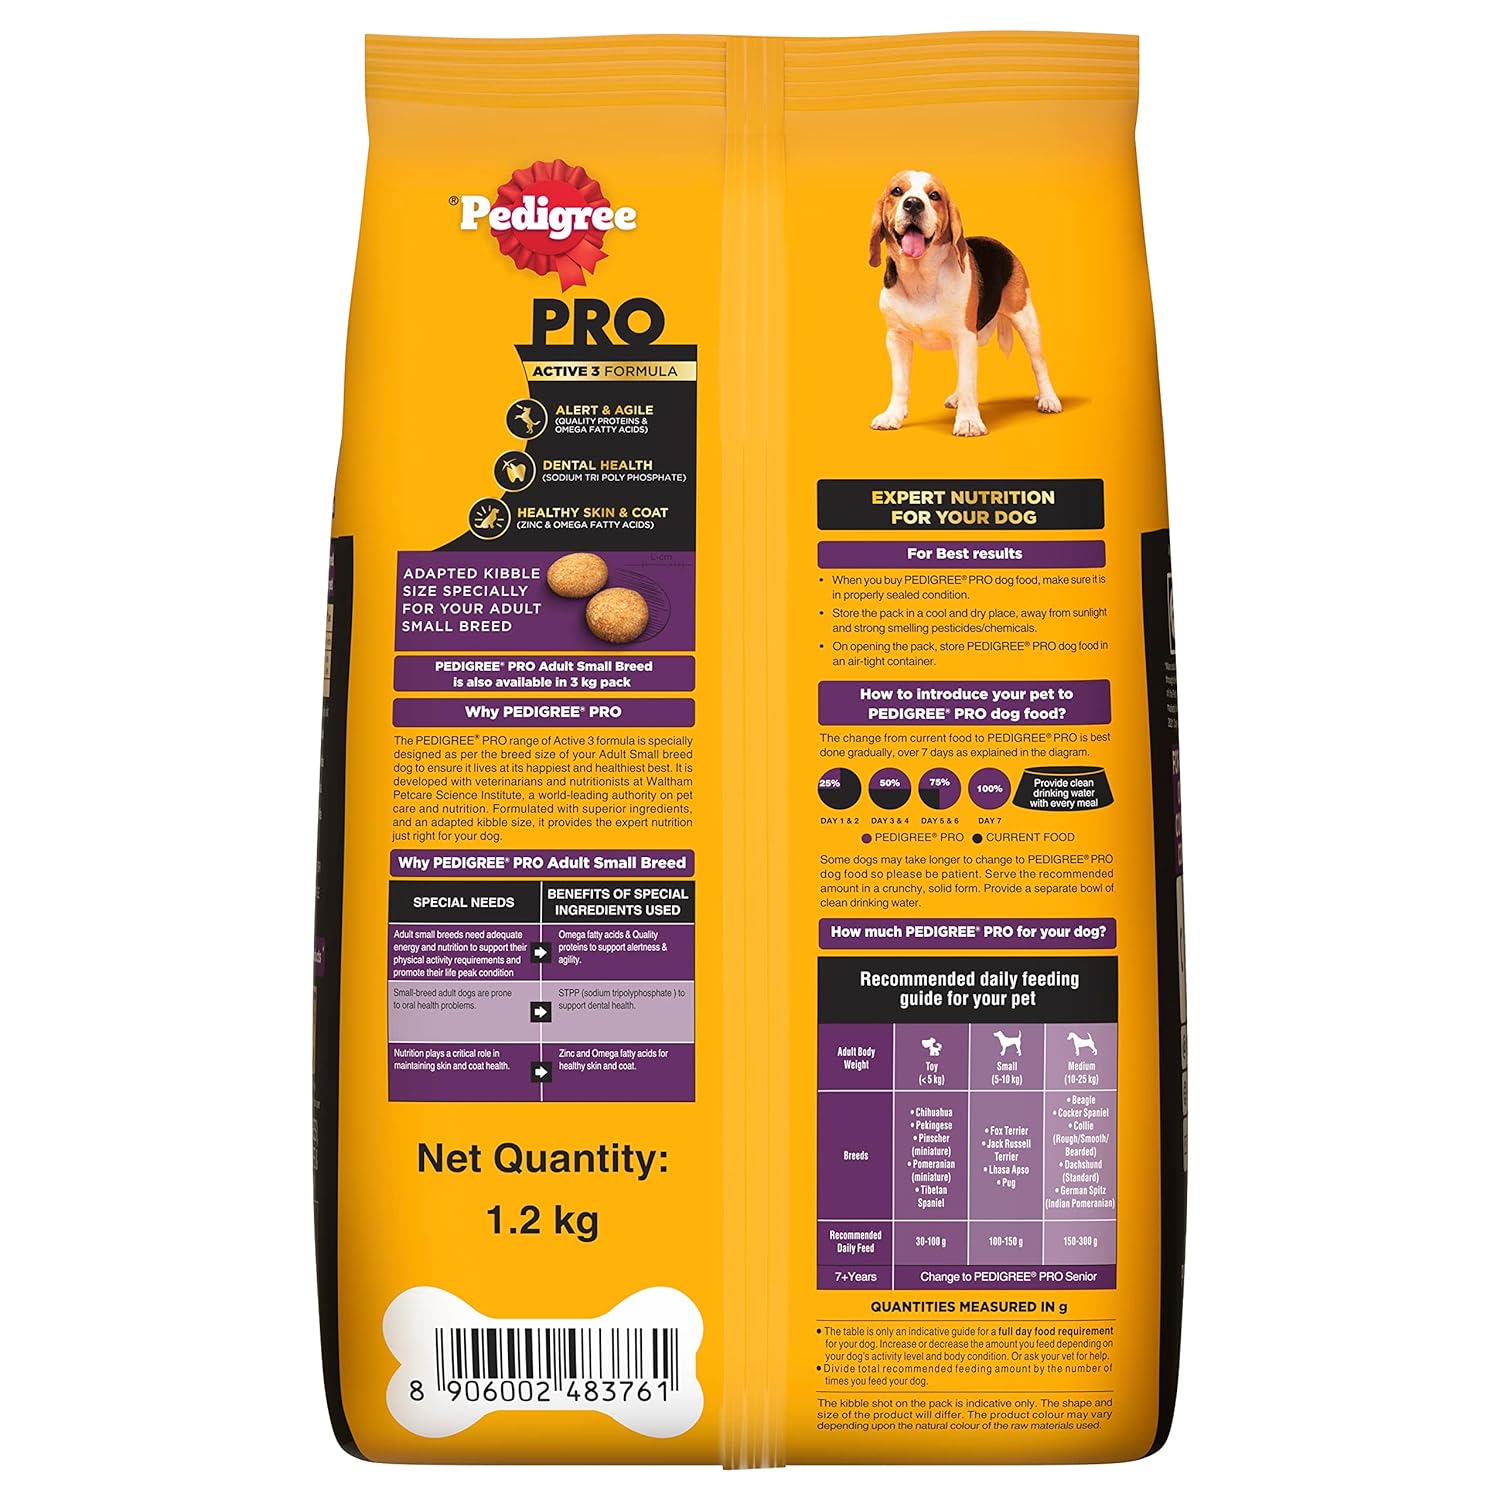 ® Pedigree
PRO
ACTIVE 3 FORMULA
ALERT & AGILE
(QUALITY PROTEINS &
OMEGA FATTY ACIDS)
DENTAL HEALTH
(SODIUM TRI POLY PHOSPHATE)
HEALTHY SKIN & COAT
(ZINC & OMEGA FATTY ACIDS)
L-cm
ADAPTED KIBBLE
SIZE SPECIALLY
FOR YOUR ADULT
SMALL BREED
PEDIGREE® PRO Adult Small Breed
is also available in 3 kg pack
Why PEDIGREE® PRO
The PEDIGREE® PRO range of Active 3 formula is specially
designed as per the breed size of your Adult Small breed
dog to ensure it lives at its happiest and healthiest best. It is
developed with veterinarians and nutritionists at Waltham
Petcare Science Institute, a world-leading authority on pet
care and nutrition. Formulated with superior ingredients,
and an adapted kibble size, it provides the expert nutrition
just right for your dog.
Why PEDIGREE® PRO Adult Small Breed
SPECIAL NEEDS
BENEFITS OF SPECIAL
INGREDIENTS USED
Adult small breeds need adequate
energy and nutrition to support their
physical activity requirements and
promote their life peak condition
Omega fatty acids & Quality
proteins to support alertness &
agility.
Small-breed adult dogs are prone
to oral health problems.
STPP (sodium tripolyphosphate ) to
support dental health.
Nutrition plays a critical role in
maintaining skin and coat health.
Zinc and Omega fatty acids for
healthy skin and coat.
Net Quantity:
1.2 kg
8 906002 483761
EXPERT NUTRITION
FOR YOUR DOG
For Best results
• When you buy PEDIGREE® PRO dog food, make sure it is
in properly sealed condition.
• Store the pack in a cool and dry place, away from sunlight
and strong smelling pesticides/chemicals.
• On opening the pack, store PEDIGREE® PRO dog food in
an air-tight container.
How to introduce your pet to
PEDIGREE® PRO dog food?
The change from current food to PEDIGREE® PRO is best
done gradually, over 7 days as explained in the diagram.
25% 50% 75% 100%
Provide clean
drinking water
with every meal
DAY 1 & 2 DAY 3 & 4 DAY 5 & 6 DAY 7
PEDIGREE® PRO CURRENT FOOD
Some dogs may take longer to change to PEDIGREE® PRO
dog food so please be patient. Serve the recommended
amount in a crunchy, solid form. Provide a separate bowl of
clean drinking water.
How much PEDIGREE® PRO for your dog?
Recommended daily feeding
guide for your pet
Adult Body
Weight
Toy
(< 5 kg)
Small
(5-10 kg)
Medium
(10-25 kg)
Breeds
• Chihuahua
• Pekingese
• Pinscher
(miniature)
• Pomeranian
(miniature)
• Tibetan
Spaniel
• Fox Terrier
• Jack Russell
Terrier
• Lhasa Apso
• Pug
• Beagle
• Cocker Spaniel
• Collie
(Rough/Smooth/
Bearded)
• Dachshund
(Standard)
• German Spitz
(Indian Pomeranian)
Recommended
Daily Feed
30-100 g
100-150 g
150-300 g
7+Years
Change to PEDIGREE® PRO Senior
QUANTITIES MEASURED IN g
• The table is only an indicative guide for a full day food requirement
for your dog. Increase or decrease the amount you feed depending on
your dog's activity level and body condition. Or ask your vet for help.
• Divide total recommended feeding amount by the number of
times you feed your dog.
The kibble shot on the pack is indicative only. The shape and
size of the product will differ. The product colour may vary
depending upon the natural colour of the raw materials used.